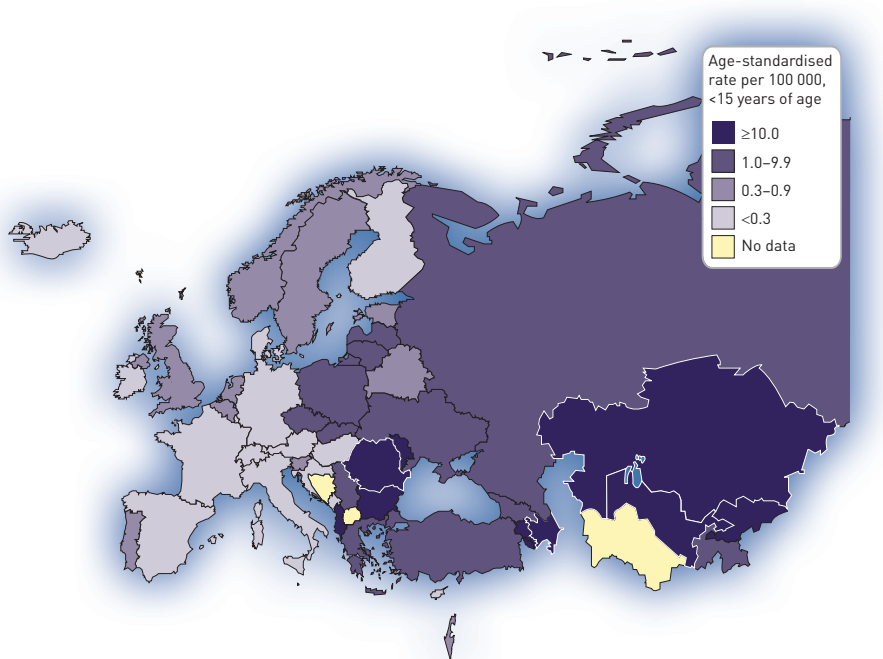 Age-standardised
rate per 100 000,
<15 years of age
≥10.0
1.0–9.9
0.3–0.9
<0.3
No data